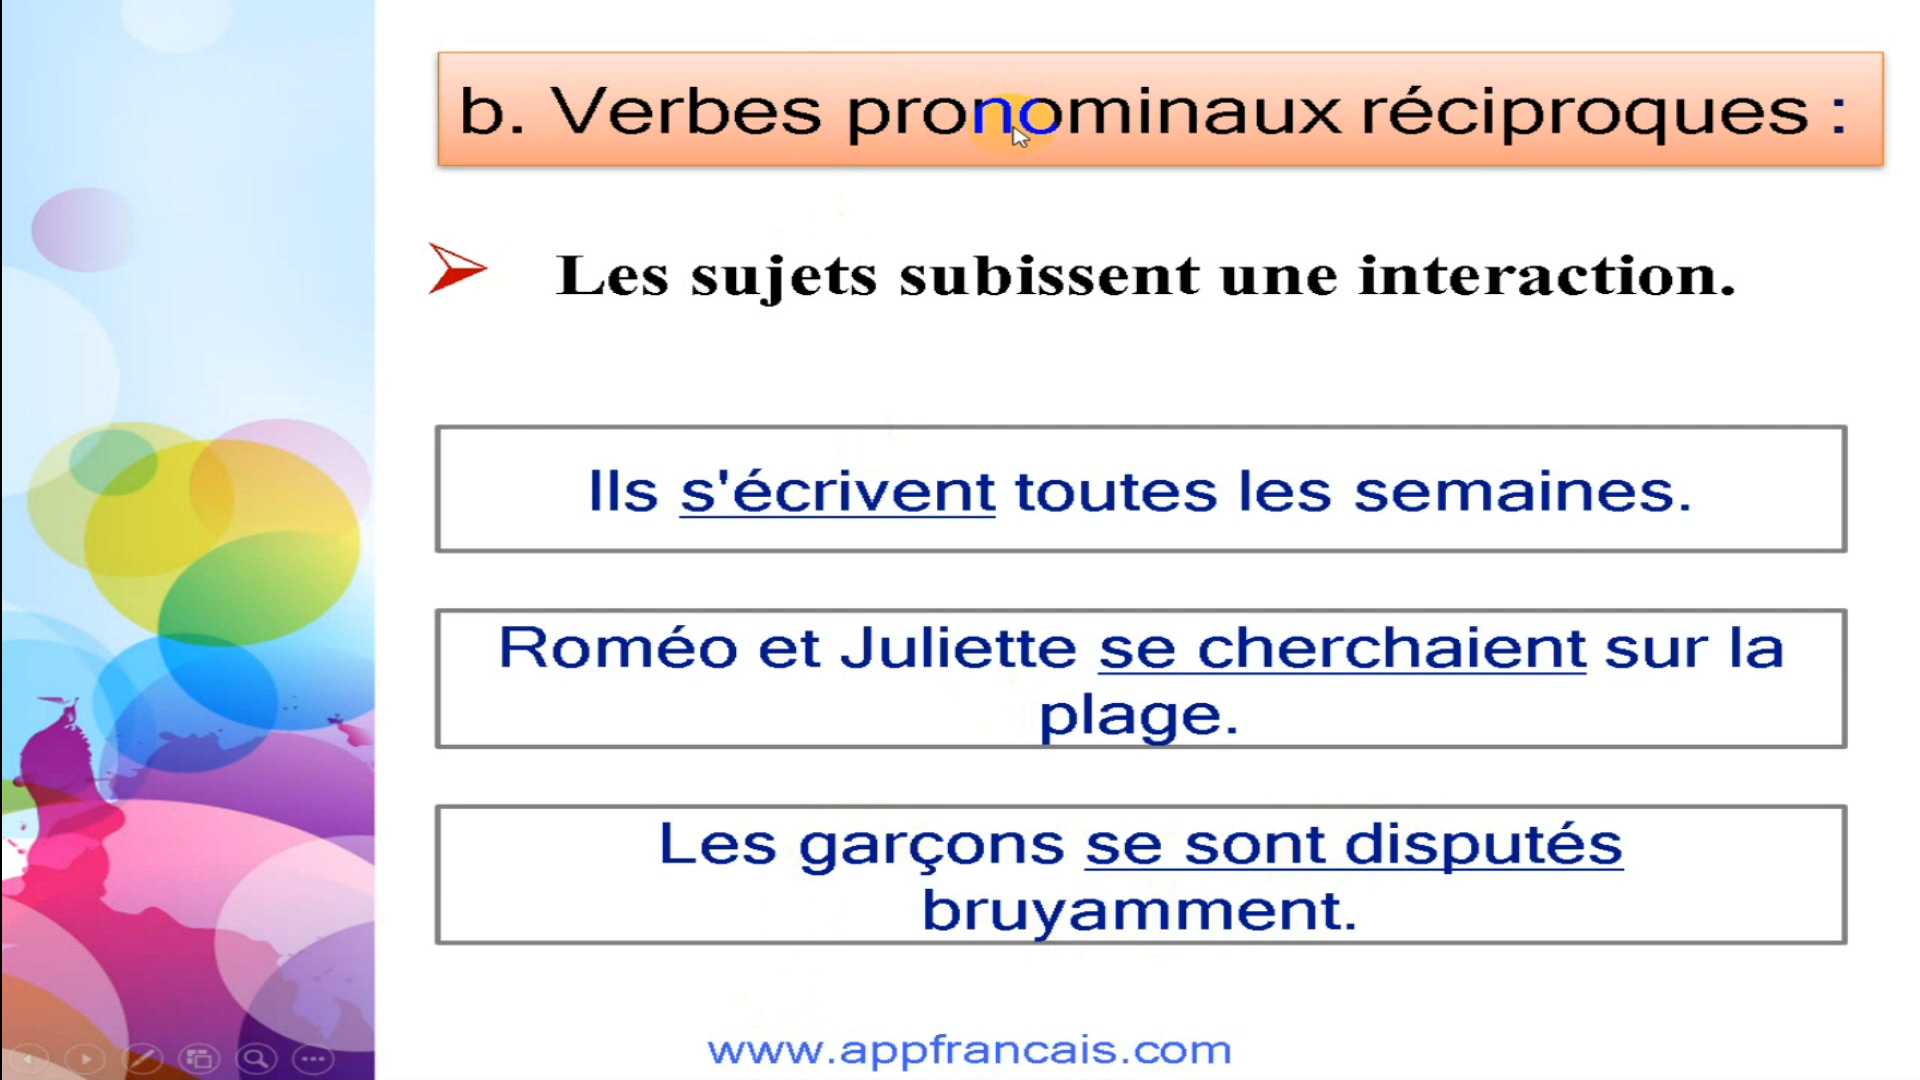 b. Verbes pronominaux réciproques :
Les sujets subissent une interaction.
Ils s'écrivent toutes les semaines.
Roméo et Juliette se cherchaient sur la
plage.
Les garçons se sont disputés
bruyamment.
www.appfrancais.com